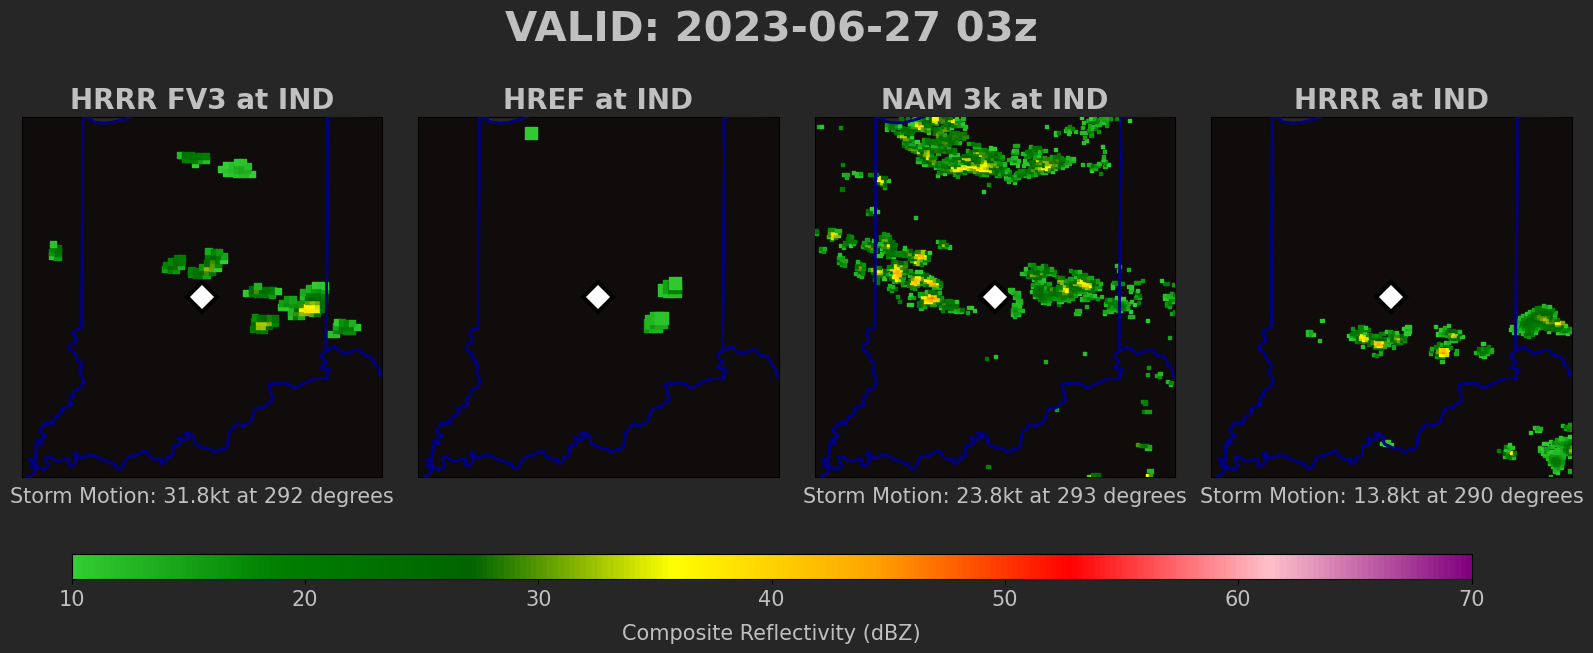 VALID: 2023-06-27 03z
HRRR FV3 at IND
HREF at IND
NAM 3k at IND
HRRR at IND
Storm Motion: 31.8kt at 292 degrees
Storm Motion: 23.8kt at 293 degrees
Storm Motion: 13.8kt at 290 degrees
10 20 30 40 50 60 70
Composite Reflectivity (dBZ)